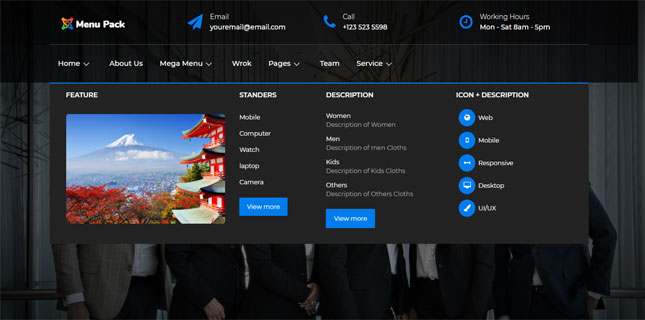 Menu Pack
Email
youremail@email.com
Call
+123 523 5598
Working Hours
Mon - Sat 8am - 5pm
Home
About Us
Mega Menu
Wrok
Pages
Team
Service
FEATURE
STANDERS
Mobile
Computer
Watch
laptop
Camera
View more
DESCRIPTION
Women
Description of Women
Men
Description of men Cloths
Kids
Description of Kids Cloths
Others
Description of Others Cloths
View more
ICON + DESCRIPTION
Web
Mobile
Responsive
Desktop
UI/UX